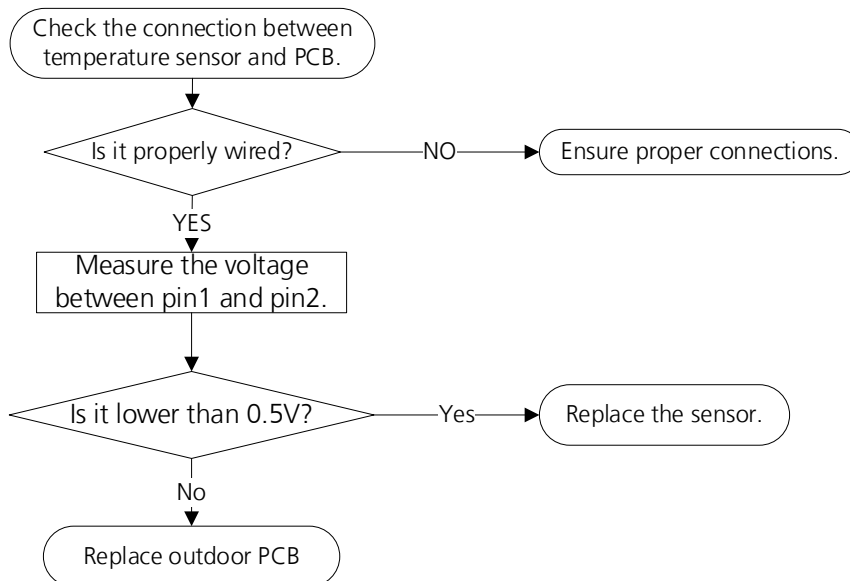 Check the connection between
temperature sensor and PCB.
Is it properly wired?
NO
Ensure proper connections.
YES
Measure the voltage
between pin1 and pin2.
Is it lower than 0.5V?
Yes
Replace the sensor.
No
Replace outdoor PCB